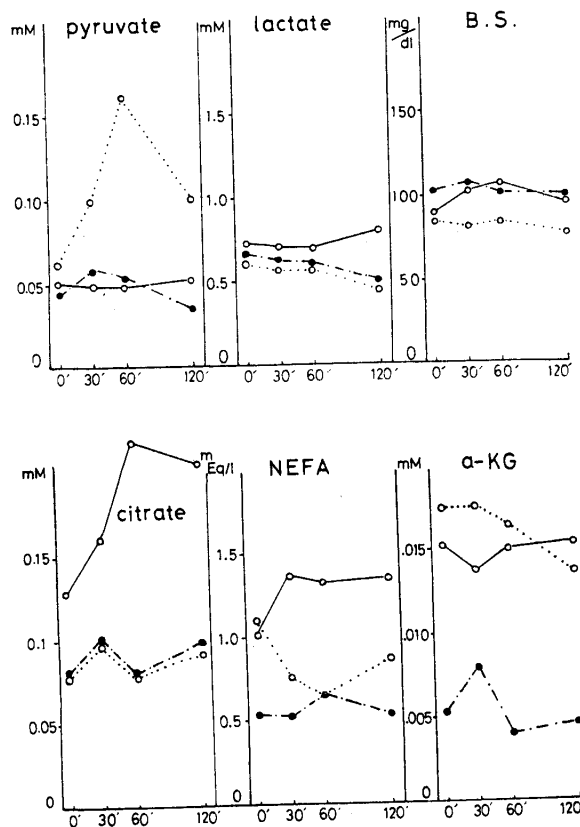 pyruvate
mM
0.15
0.10
0.05
0
0′ 30′ 60′ 120′
lactate
mM
1.5
1.0
0.5
0
0′ 30′ 60′ 120′
B.S.
mg/dl
150
100
50
0
0′ 30′ 60′ 120′
citrate
mM
0.15
0.1
0.05
0
0′ 30′ 60′ 120′
NEFA
m
Eq/l
1.5
1.0
0.5
0
0′ 30′ 60′ 120′
a-KG
mM
.015
.010
.005
0
0′ 30′ 60′ 120′